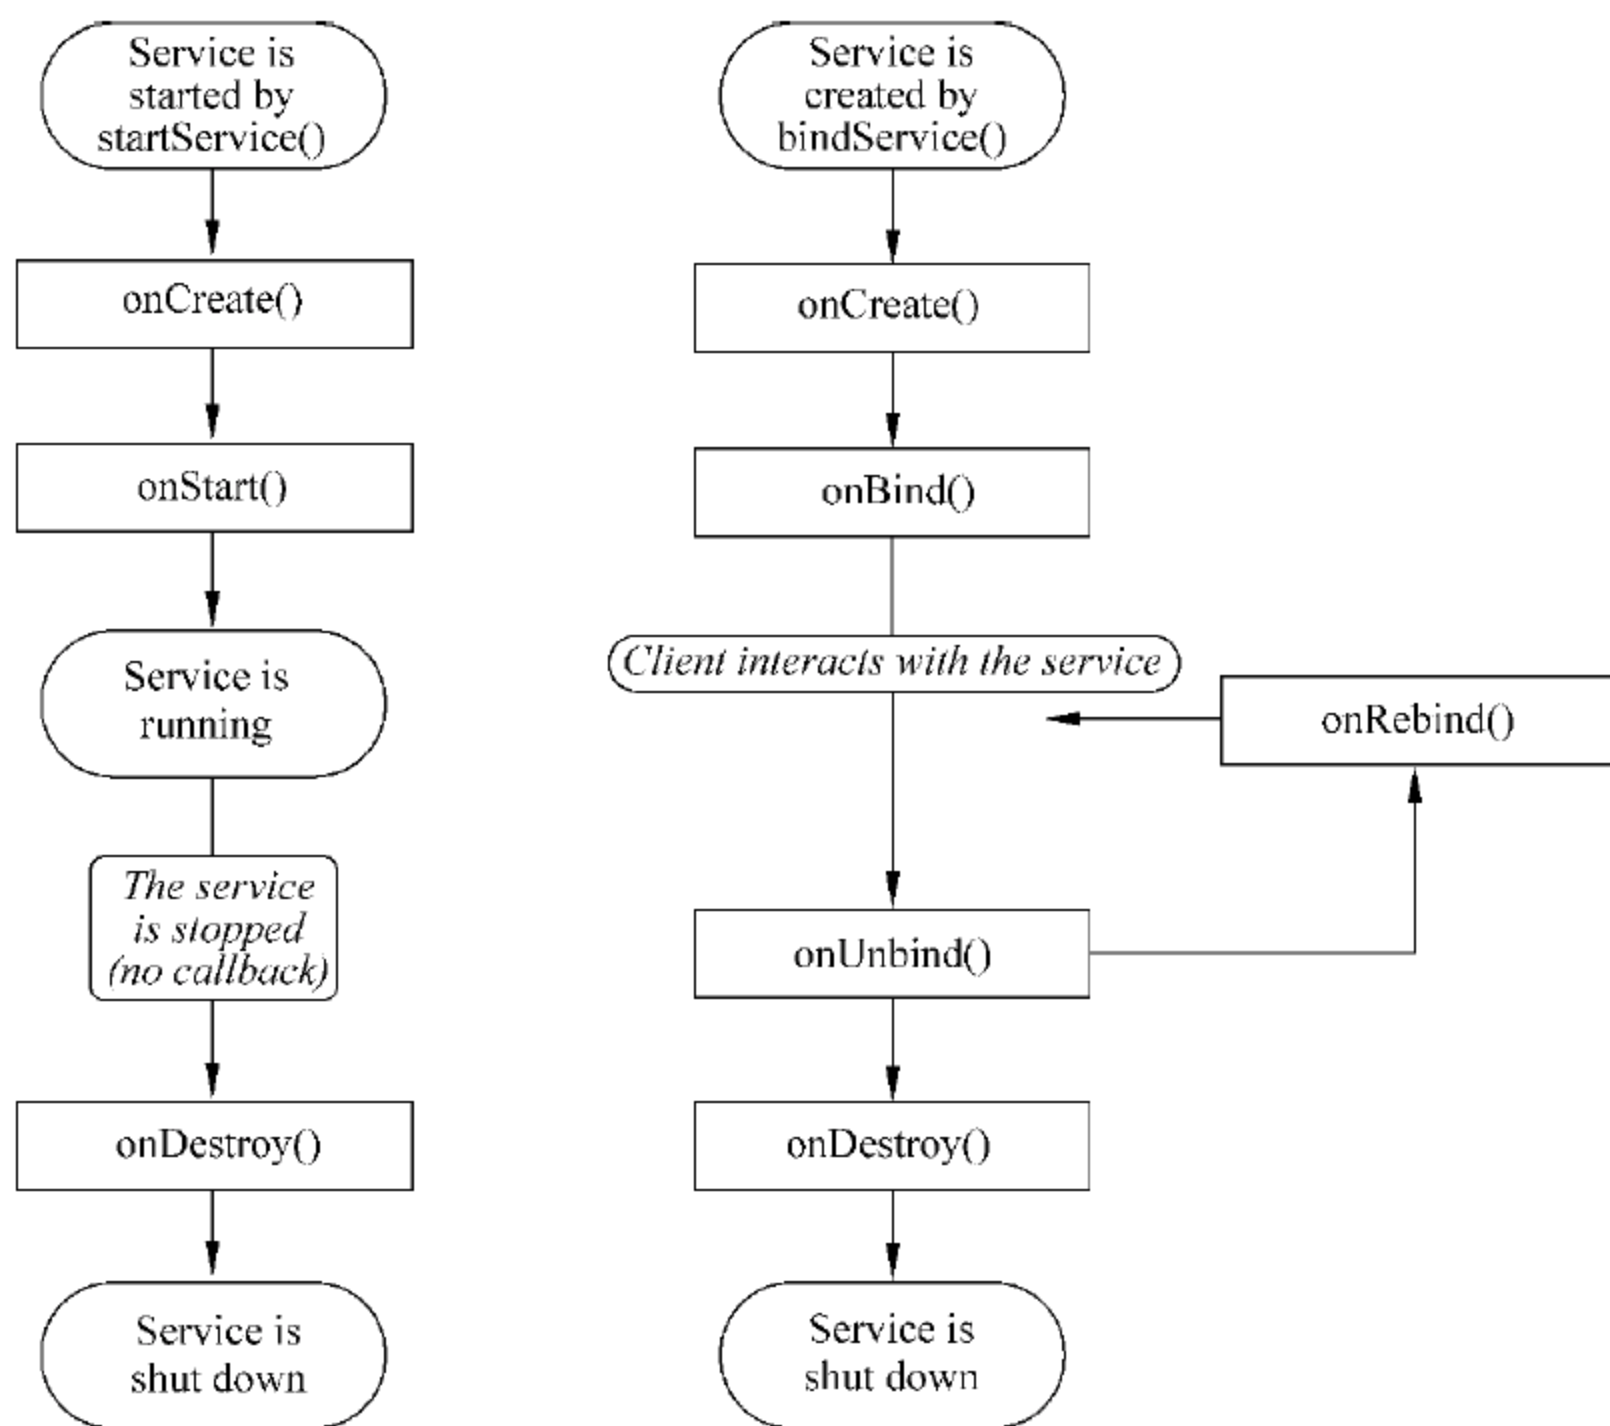 Service is
started by
startService()
onCreate()
onStart()
Service is
running
The service
is stopped
(no callback)
onDestroy()
Service is
shut down
Service is
created by
bindService()
onCreate()
onBind()
Client interacts with the service
onRebind()
onUnbind()
onDestroy()
Service is
shut down